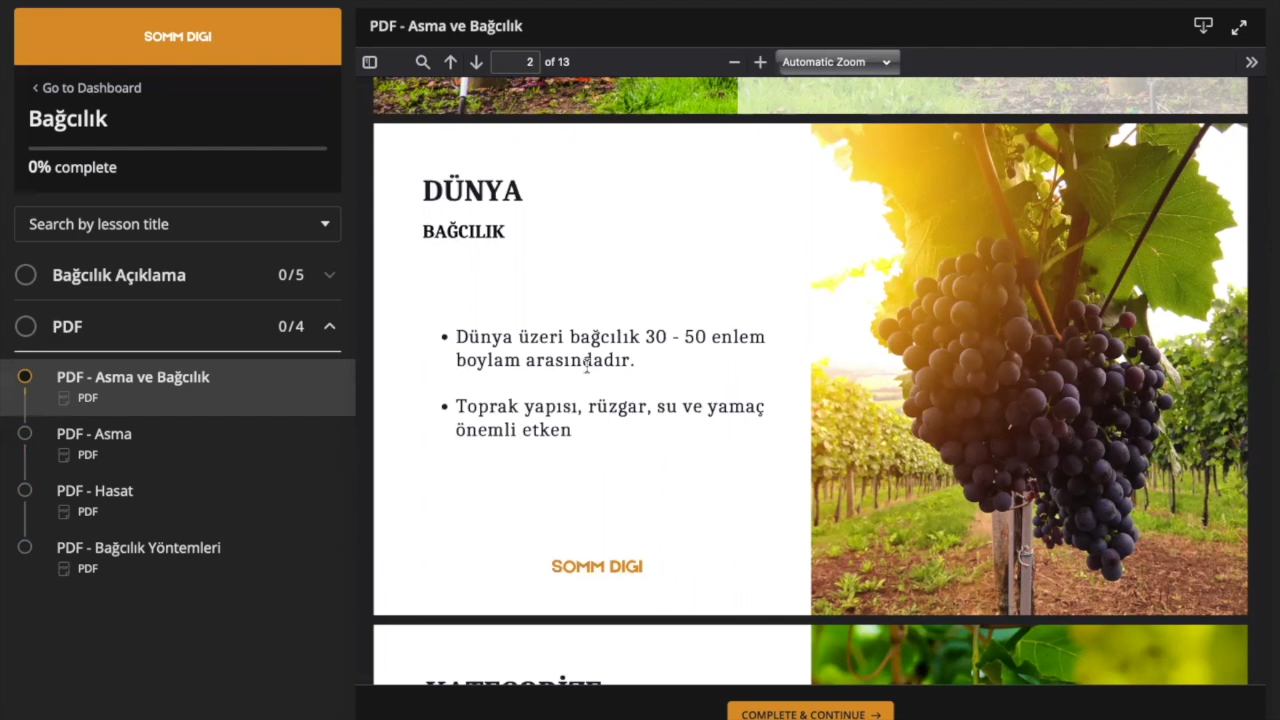 SOMM DIGI
Go to Dashboard
Bağcılık
0% complete
Search by lesson title
Bağcılık Açıklama 0/5
PDF 0/4
PDF - Asma ve Bağcılık
PDF
PDF - Asma
PDF
PDF - Hasat
PDF
PDF - Bağcılık Yöntemleri
PDF
PDF - Asma ve Bağcılık
2 of 13 Automatic Zoom
DÜNYA
BAĞCILIK
• Dünya üzeri bağcılık 30 - 50 enlem
boylam arasındadır.
• Toprak yapısı, rüzgar, su ve yamaç
önemli etken
SOMM DIGI
COMPLETE & CONTINUE →